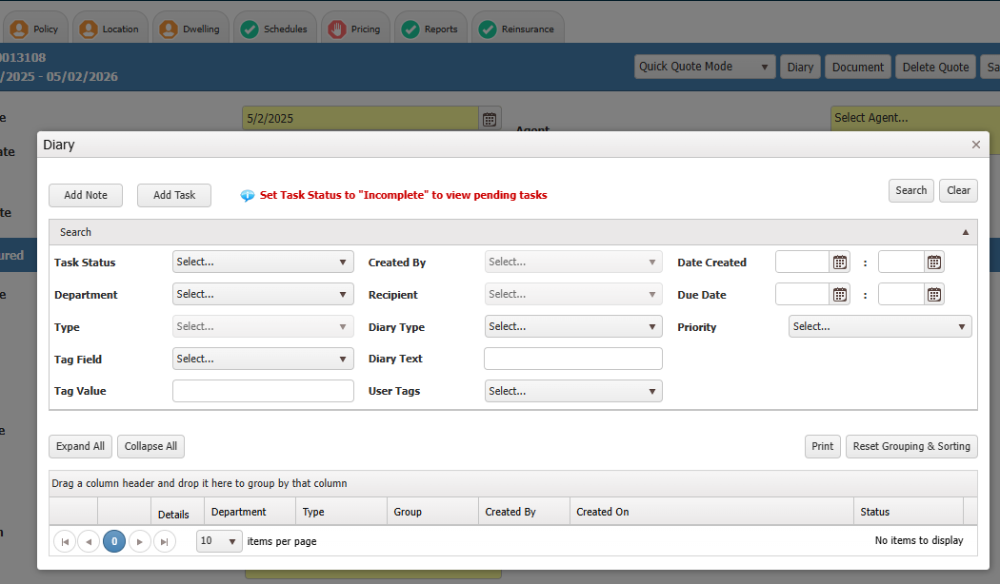 Policy Location Dwelling Schedules Pricing Reports Reinsurance
0013108
/2025 - 05/02/2026
Quick Quote Mode Diary Document Delete Quote Sa
e 5/2/2025 Agent Select Agent...
ate
te
ured
e
e
n
Diary
Add Note Add Task Set Task Status to "Incomplete" to view pending tasks Search Clear
Search
Task Status Select... Created By Select... Date Created :
Department Select... Recipient Select... Due Date :
Type Select... Diary Type Select... Priority Select...
Tag Field Select... Diary Text
Tag Value User Tags Select...
Expand All Collapse All Print Reset Grouping & Sorting
Drag a column header and drop it here to group by that column
Details Department Type Group Created By Created On Status
0 10 items per page No items to display